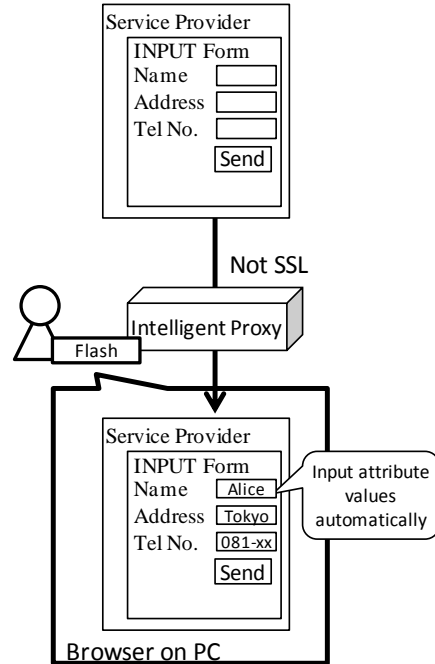 Service Provider
INPUT Form
Name
Address
Tel No.
Send
Not SSL
Intelligent Proxy
Flash
Service Provider
INPUT Form
Name Alice
Address Tokyo
Tel No. 081-xx
Send
Input attribute
values
automatically
Browser on PC